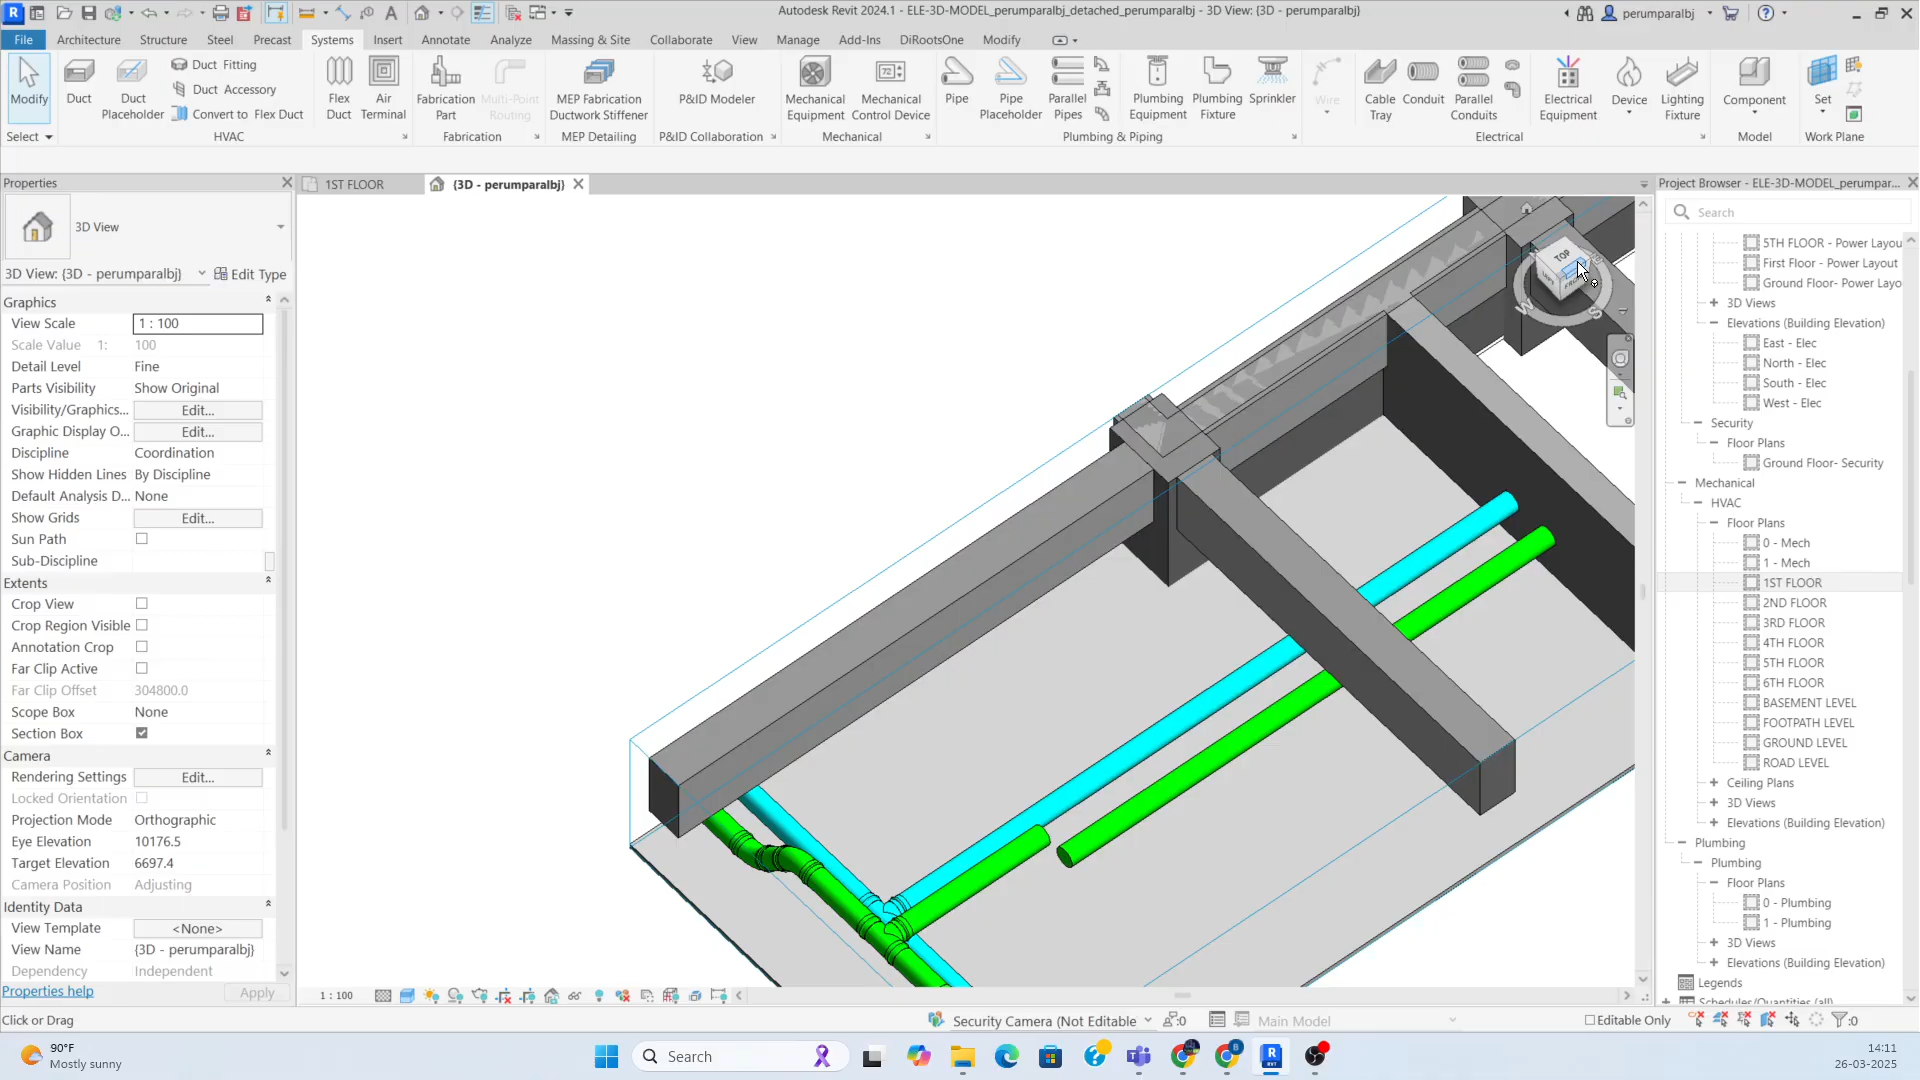 Autodesk Revit 2024.1 - ELE-3D-MODEL_perumparalbj_detached_perumparalbj - 3D View: {3D - perumparalbj}
perumparalbj
File Architecture Structure Steel Precast Systems Insert Annotate Analyze Massing & Site Collaborate View Manage Add-Ins DiRootsOne Modify
Modify
Select
Duct
Duct Placeholder
Duct Fitting
Duct Accessory
Convert to Flex Duct
Flex Duct
Air Terminal
HVAC
Fabrication Part
Multi-Point Routing
Fabrication
MEP Fabrication Ductwork Stiffener
MEP Detailing
P&ID Modeler
P&ID Collaboration
Mechanical Equipment
Mechanical Control Device
Mechanical
Pipe
Pipe Placeholder
Parallel Pipes
Plumbing Equipment
Plumbing Fixture
Sprinkler
Plumbing & Piping
Wire
Cable Tray
Conduit
Parallel Conduits
Electrical Equipment
Device
Lighting Fixture
Electrical
Component
Model
Set
Work Plane
Properties
3D View
3D View: {3D - perumparalbj}
Edit Type
Graphics
View Scale 1 : 100
Scale Value 1: 100
Detail Level Fine
Parts Visibility Show Original
Visibility/Graphics... Edit...
Graphic Display O... Edit...
Discipline Coordination
Show Hidden Lines By Discipline
Default Analysis D... None
Show Grids Edit...
Sun Path
Sub-Discipline
Extents
Crop View
Crop Region Visible
Annotation Crop
Far Clip Active
Far Clip Offset 304800.0
Scope Box None
Section Box
Camera
Rendering Settings Edit...
Locked Orientation
Projection Mode Orthographic
Eye Elevation 10176.5
Target Elevation 6697.4
Camera Position Adjusting
Identity Data
View Template <None>
View Name {3D - perumparalbj}
Dependency Independent
Properties help
Apply
1ST FLOOR
{3D - perumparalbj}
TOP
W
S
1 : 100
Project Browser - ELE-3D-MODEL_perumpar...
Search
5TH FLOOR - Power Layou
First Floor - Power Layout
Ground Floor- Power Layo
3D Views
Elevations (Building Elevation)
East - Elec
North - Elec
South - Elec
West - Elec
Security
Floor Plans
Ground Floor- Security
Mechanical
HVAC
Floor Plans
0 - Mech
1 - Mech
1ST FLOOR
2ND FLOOR
3RD FLOOR
4TH FLOOR
5TH FLOOR
6TH FLOOR
BASEMENT LEVEL
FOOTPATH LEVEL
GROUND LEVEL
ROAD LEVEL
Ceiling Plans
3D Views
Elevations (Building Elevation)
Plumbing
Plumbing
Floor Plans
0 - Plumbing
1 - Plumbing
3D Views
Elevations (Building Elevation)
Legends
Schedules/Quantities (all)
Click or Drag
Security Camera (Not Editable
:0
Main Model
Editable Only
:0
90°F
Mostly sunny
Search
14:11
26-03-2025